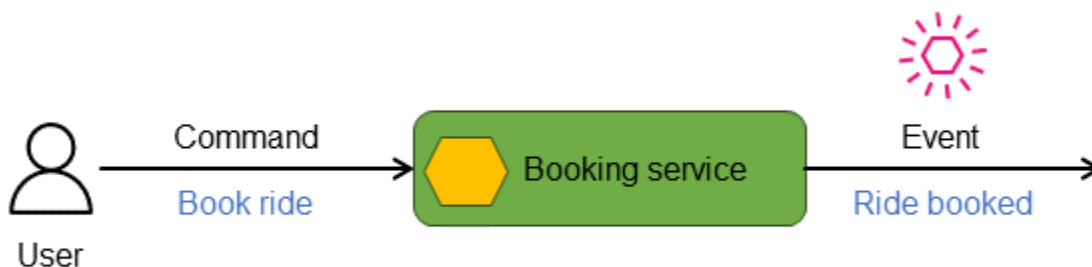 Command
Book ride
User
Booking service
Event
Ride booked